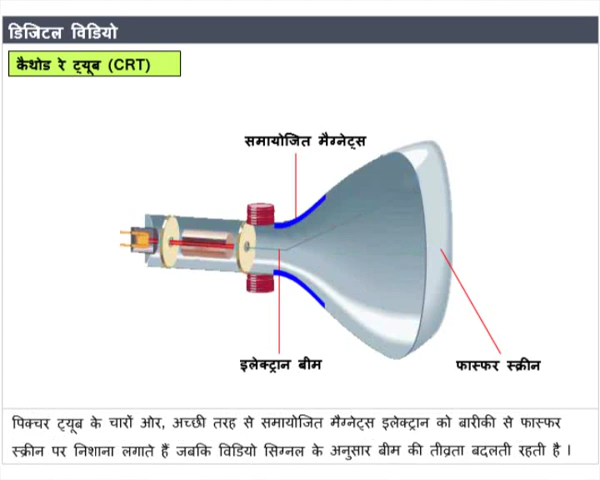 डिजिटल विडियो
कैथोड रे ट्यूब (CRT)
समायोजित मैग्नेट्स
इलेक्ट्रान बीम
फास्फर स्क्रीन
पिक्चर ट्यूब के चारों ओर, अच्छी तरह से समायोजित मैग्नेट्स इलेक्ट्रान को बारीकी से फास्फर
स्क्रीन पर निशाना लगाते हैं जबकि विडियो सिग्नल के अनुसार बीम की तीव्रता बदलती रहती है ।